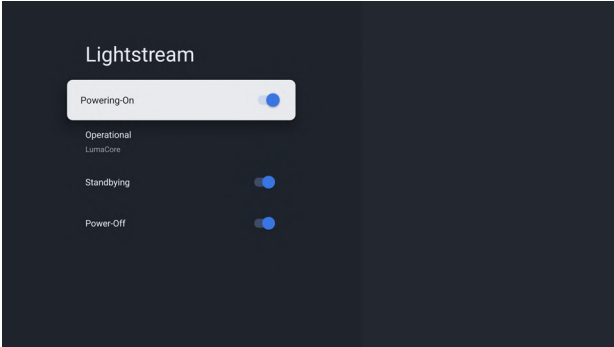 Lightstream
Powering-On
Operational
LumaCore
Standbying
Power-Off